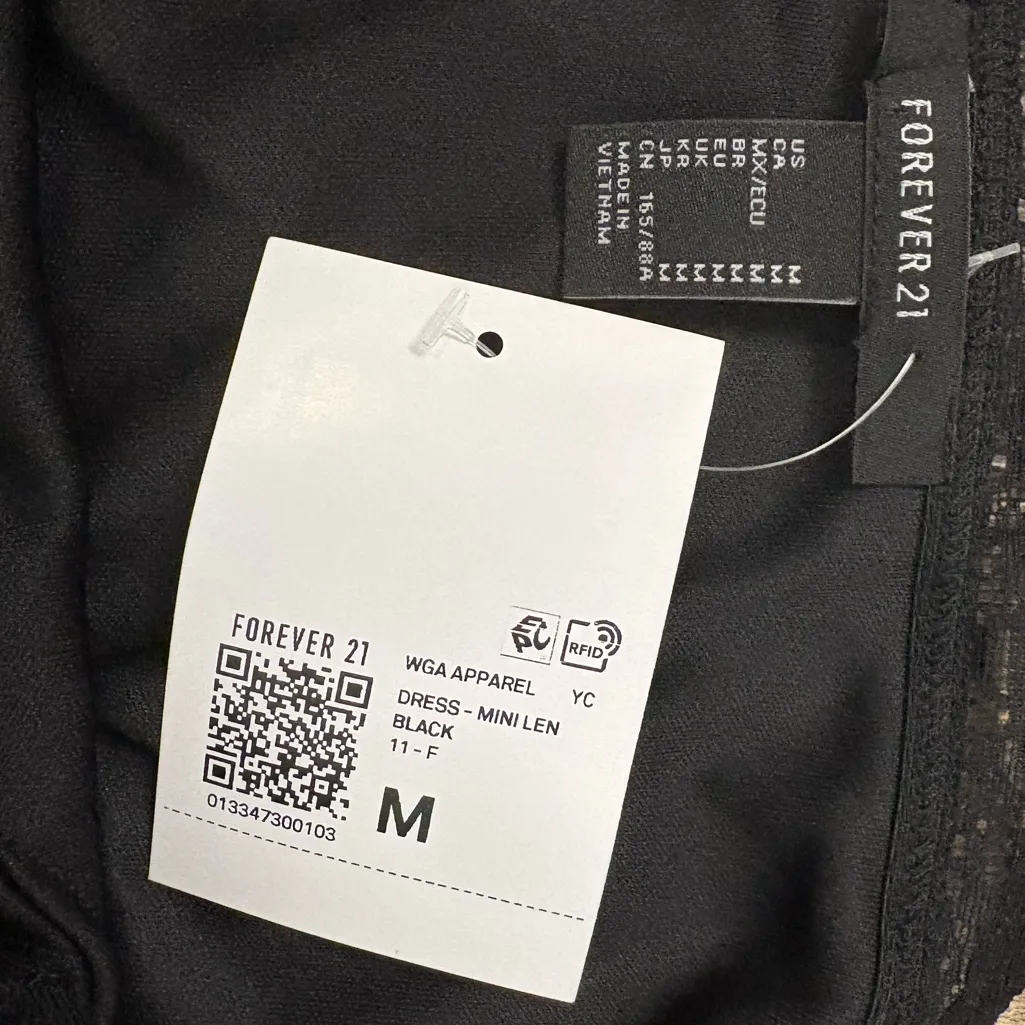 FOREVER 21
US M
CA M
MX/ECU M
BR M
EU M
UK M
KR M
JP M
CN 165/88A
MADE IN
VIETNAM
EPC
RFID
FOREVER 21
WGA APPAREL YC
DRESS - MINI LEN
BLACK
11 - F
M
013347300103